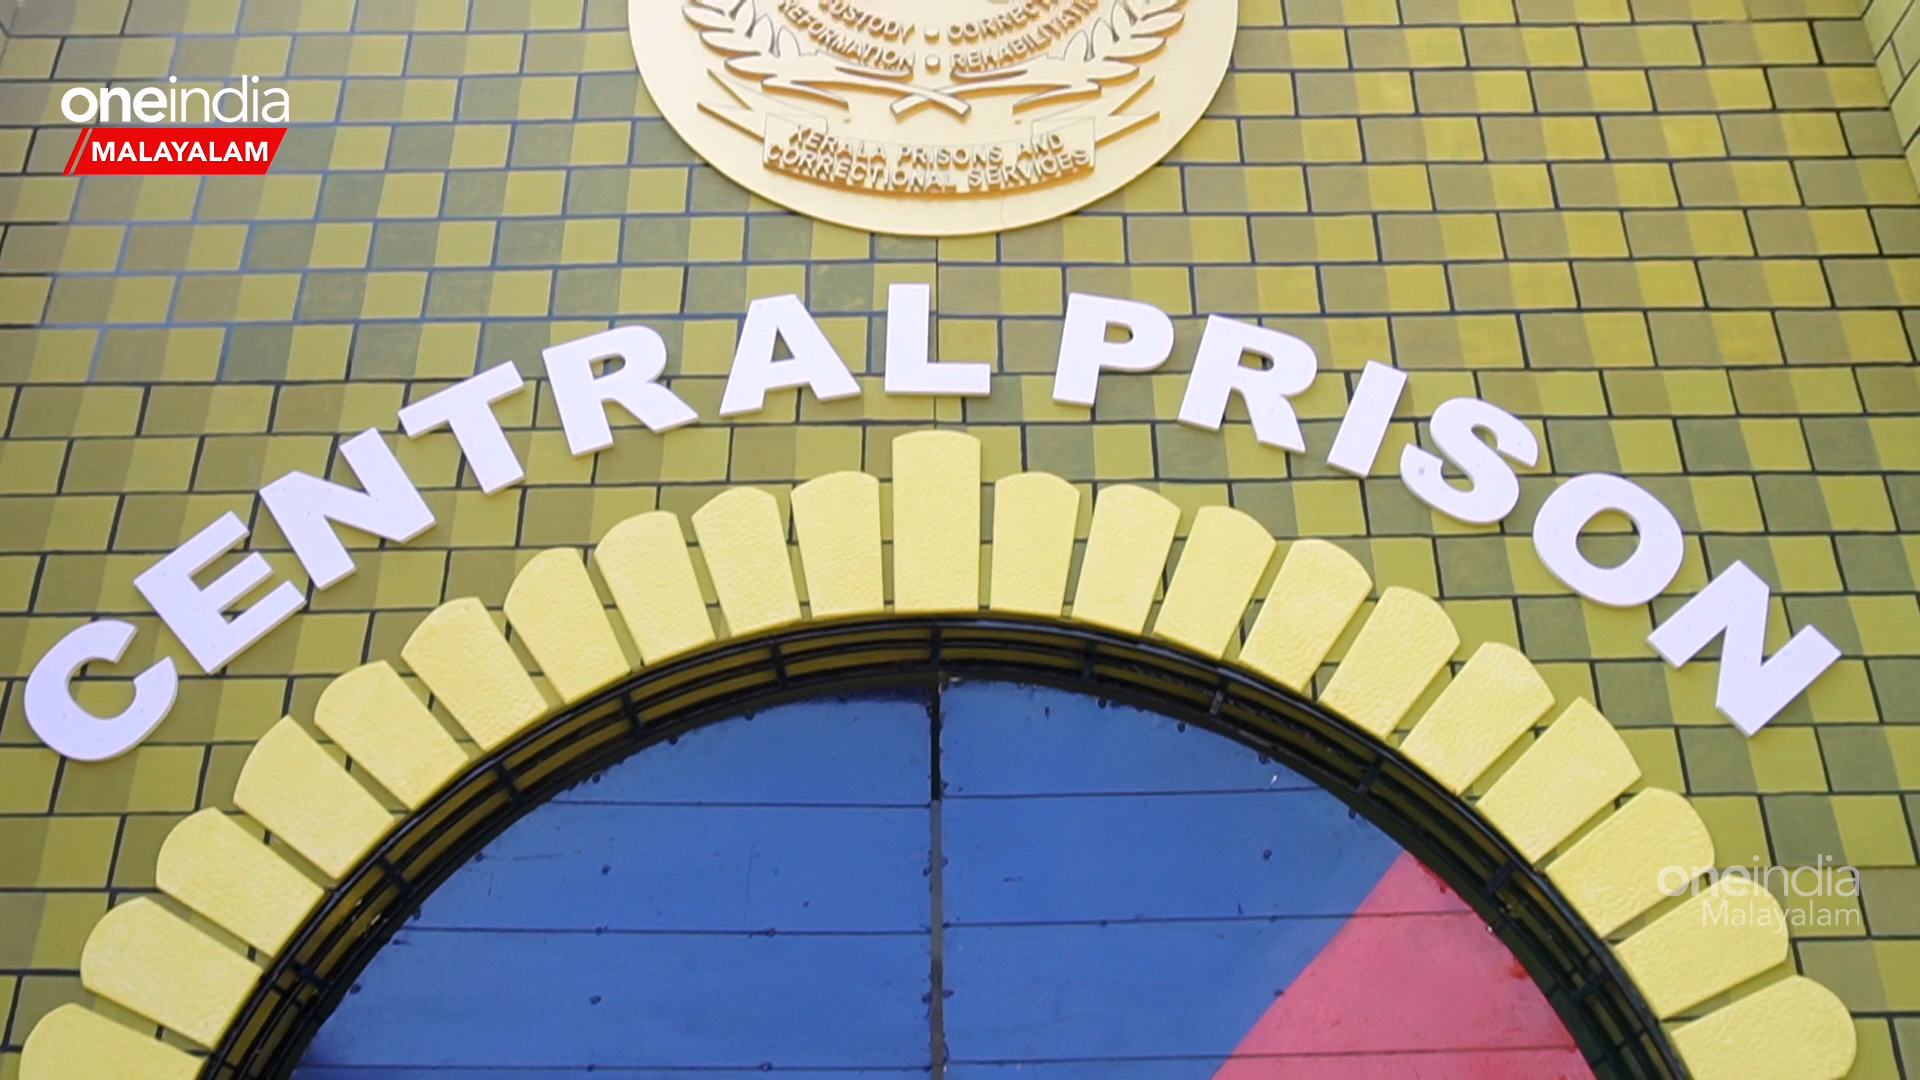 CUSTODY • CORRECTION
REFORMATION • REHABILITATION
KERALA PRISONS AND
CORRECTIONAL SERVICES
oneindia
MALAYALAM
CENTRAL PRISON
oneindia
Malayalam